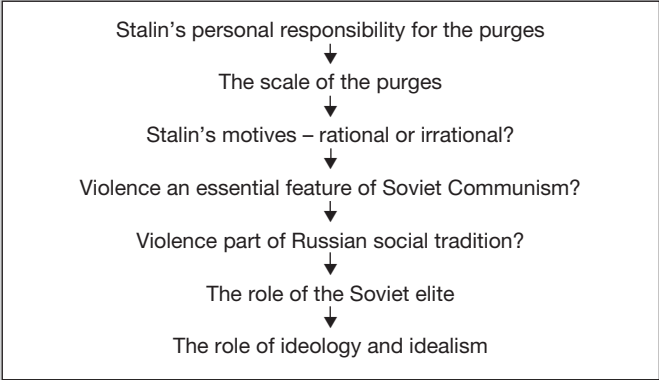 Stalin’s personal responsibility for the purges
The scale of the purges
Stalin’s motives – rational or irrational?
Violence an essential feature of Soviet Communism?
Violence part of Russian social tradition?
The role of the Soviet elite
The role of ideology and idealism